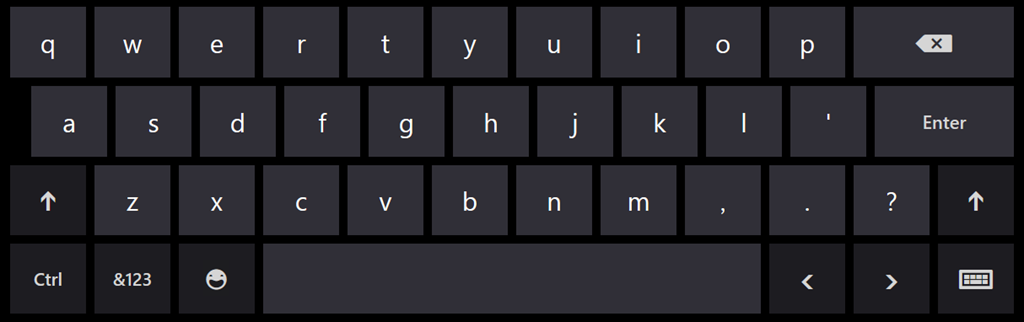 q w e r t y u i o p
a s d f g h j k l ' Enter
z x c v b n m , . ?
Ctrl &123 < >